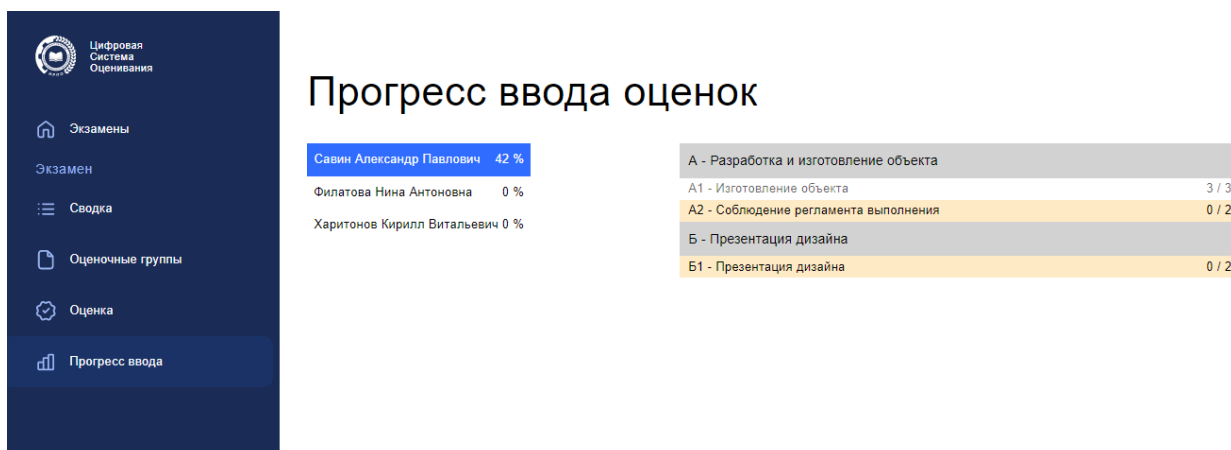 Цифровая
Система
Оценивания
Экзамены
Экзамен
Сводка
Оценочные группы
Оценка
Прогресс ввода
Прогресс ввода оценок
Савин Александр Павлович 42 %
Филатова Нина Антоновна 0 %
Харитонов Кирилл Витальевич 0 %
А - Разработка и изготовление объекта
А1 - Изготовление объекта 3 / 3
А2 - Соблюдение регламента выполнения 0 / 2
Б - Презентация дизайна
Б1 - Презентация дизайна 0 / 2